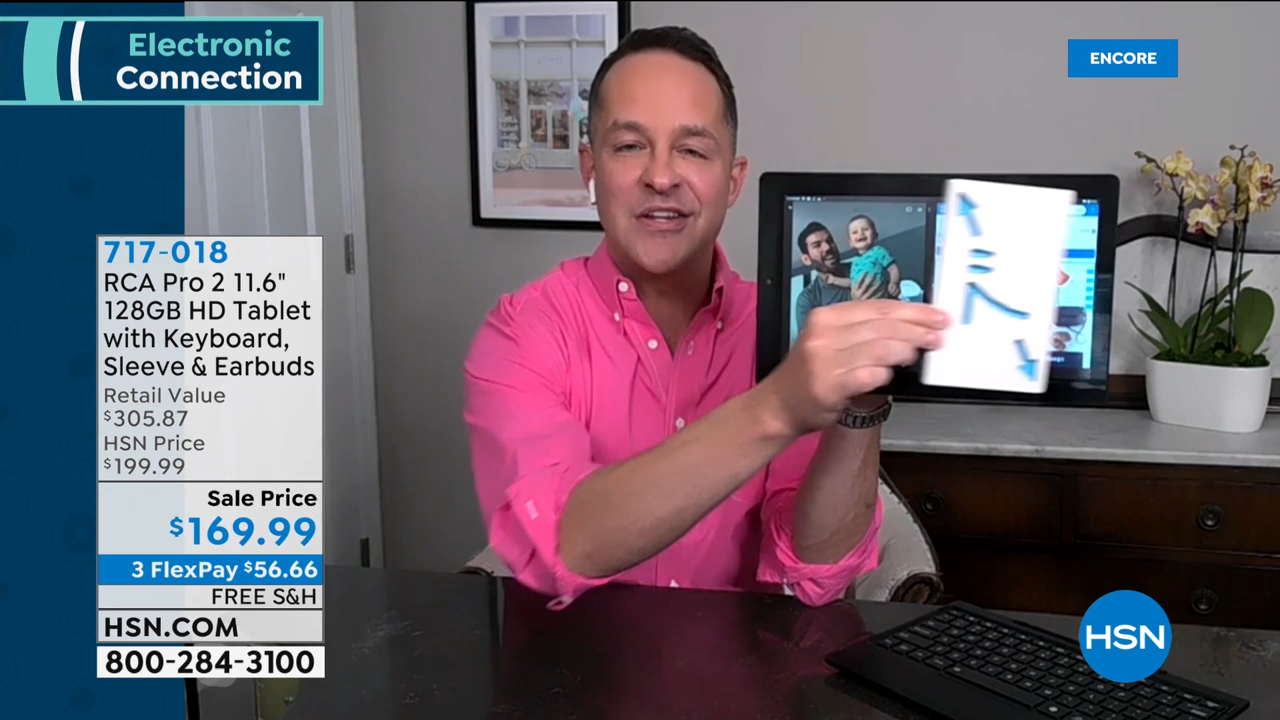 Electronic
Connection
ENCORE
717-018
RCA Pro 2 11.6"
128GB HD Tablet
with Keyboard,
Sleeve & Earbuds
Retail Value
$305.87
HSN Price
$199.99
Sale Price
$169.99
3 FlexPay $56.66
FREE S&H
HSN.COM
800-284-3100
HSN